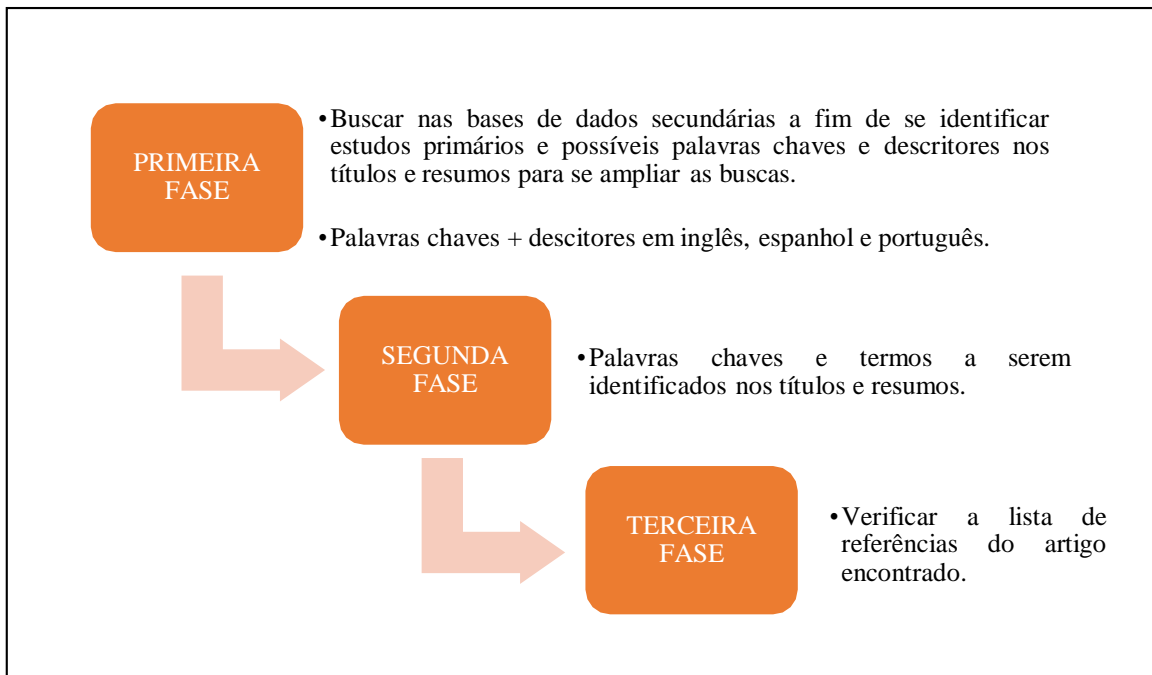 PRIMEIRA
FASE
•Buscar nas bases de dados secundárias a fim de se identificar
estudos primários e possíveis palavras chaves e descritores nos
títulos e resumos para se ampliar as buscas.
•Palavras chaves + descitores em inglês, espanhol e português.
SEGUNDA
FASE
•Palavras chaves e termos a serem
identificados nos títulos e resumos.
TERCEIRA
FASE
•Verificar a lista de
referências do artigo
encontrado.